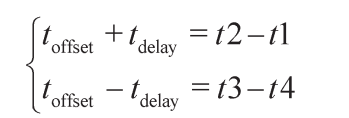 t_offset + t_delay = t2 − t1
t_offset − t_delay = t3 − t4